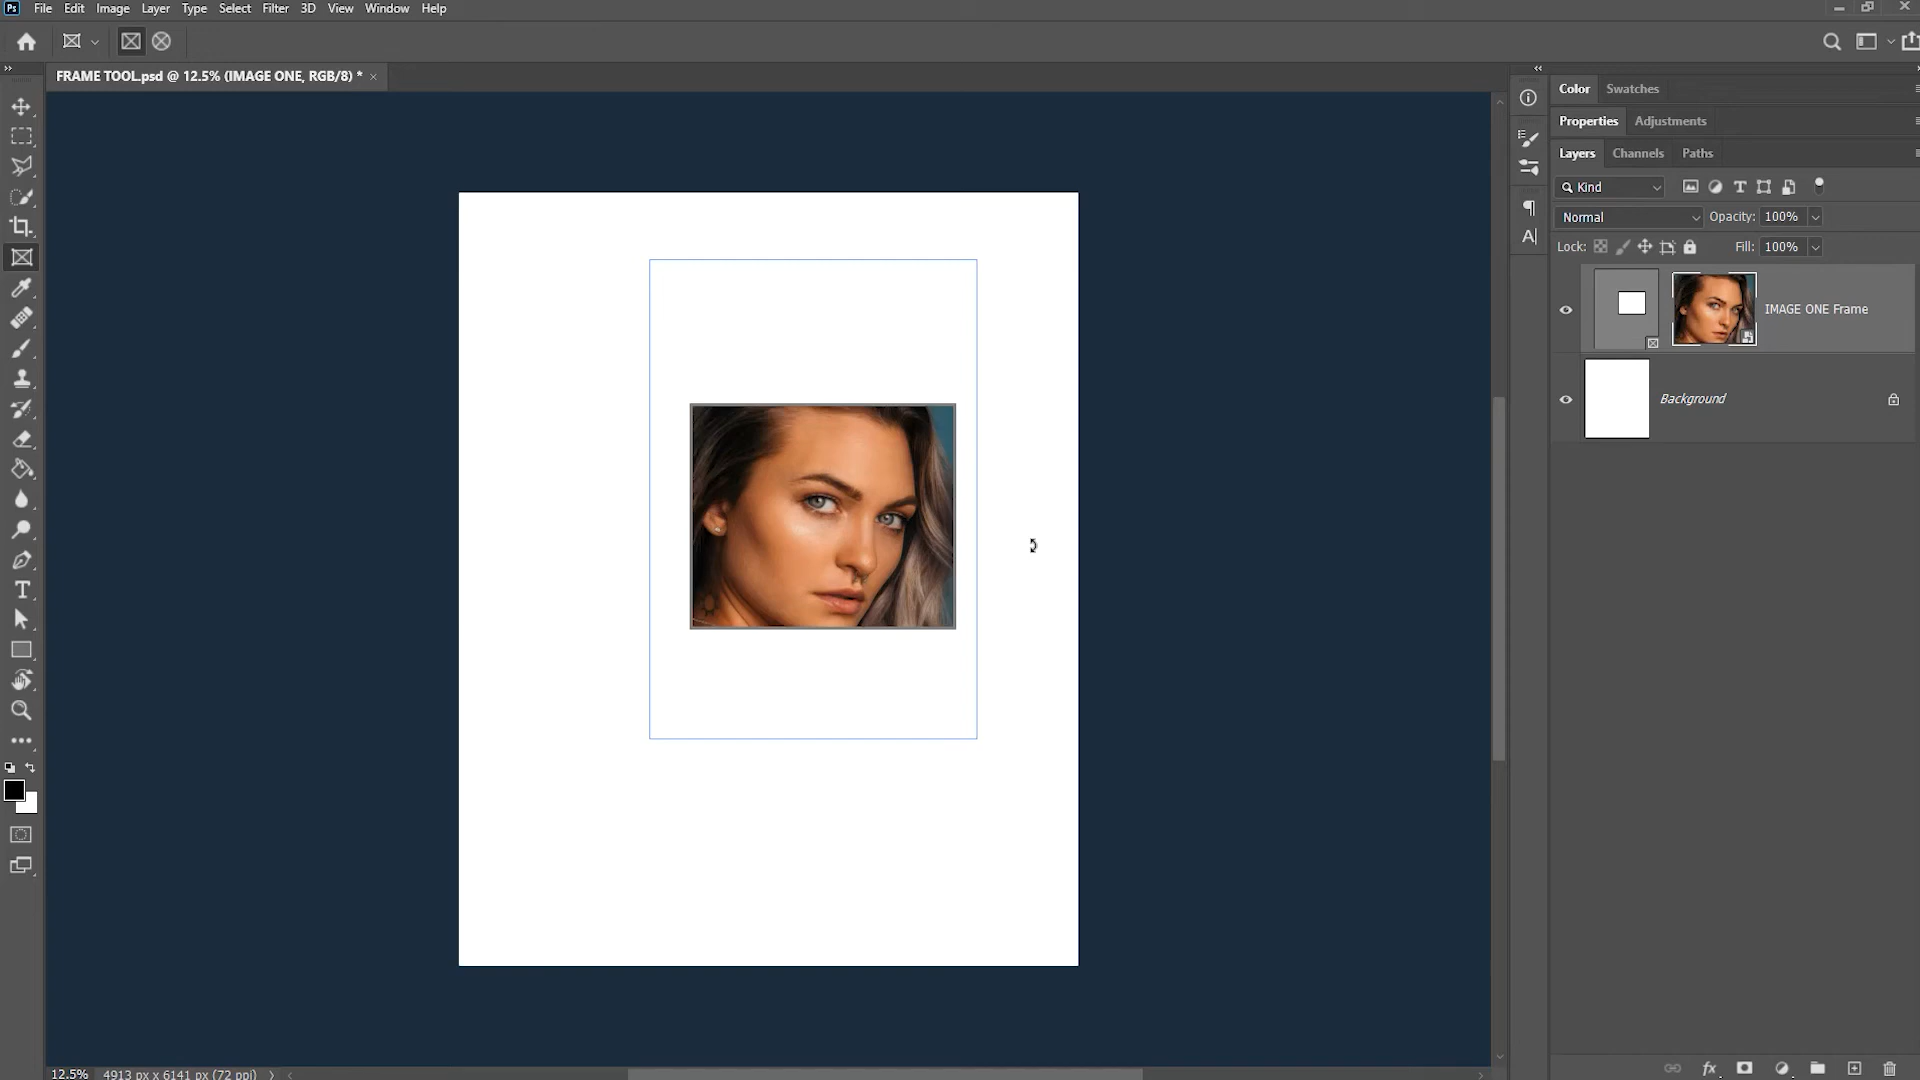 Ps File Edit Image Layer Type Select Filter 3D View Window Help
FRAME TOOL.psd @ 12.5% (IMAGE ONE, RGB/8) * ×
Color Swatches
Properties Adjustments
Layers Channels Paths
Kind
Normal Opacity: 100%
Lock: Fill: 100%
IMAGE ONE Frame
Background
12.5% 4913 px x 6141 px (72 ppi)